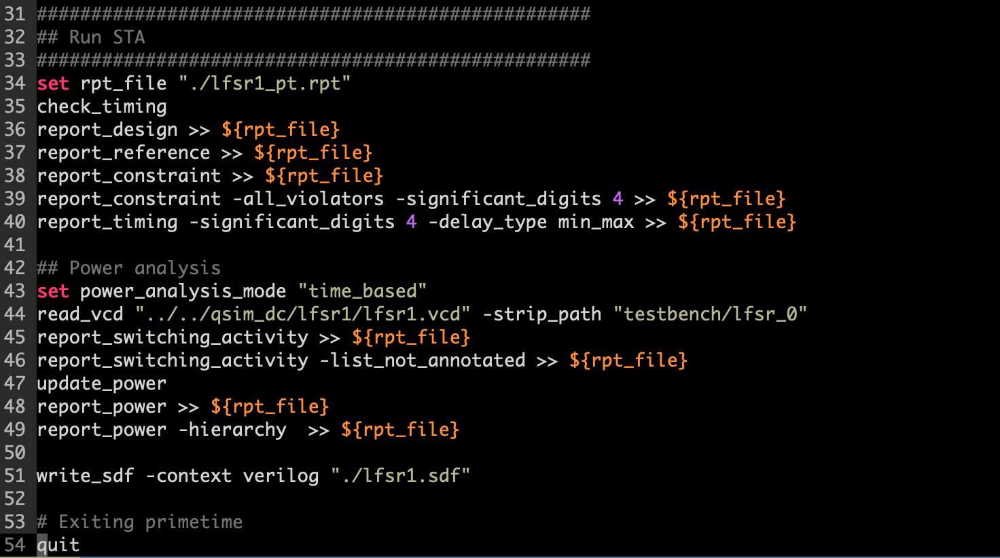 31 ###################################################
32 ## Run STA
33 ###################################################
34 set rpt_file "./lfsr1_pt.rpt"
35 check_timing
36 report_design >> ${rpt_file}
37 report_reference >> ${rpt_file}
38 report_constraint >> ${rpt_file}
39 report_constraint -all_violators -significant_digits 4 >> ${rpt_file}
40 report_timing -significant_digits 4 -delay_type min_max >> ${rpt_file}
41
42 ## Power analysis
43 set power_analysis_mode "time_based"
44 read_vcd "../../qsim_dc/lfsr1/lfsr1.vcd" -strip_path "testbench/lfsr_0"
45 report_switching_activity >> ${rpt_file}
46 report_switching_activity -list_not_annotated >> ${rpt_file}
47 update_power
48 report_power >> ${rpt_file}
49 report_power -hierarchy  >> ${rpt_file}
50
51 write_sdf -context verilog "./lfsr1.sdf"
52
53 # Exiting primetime
54 quit